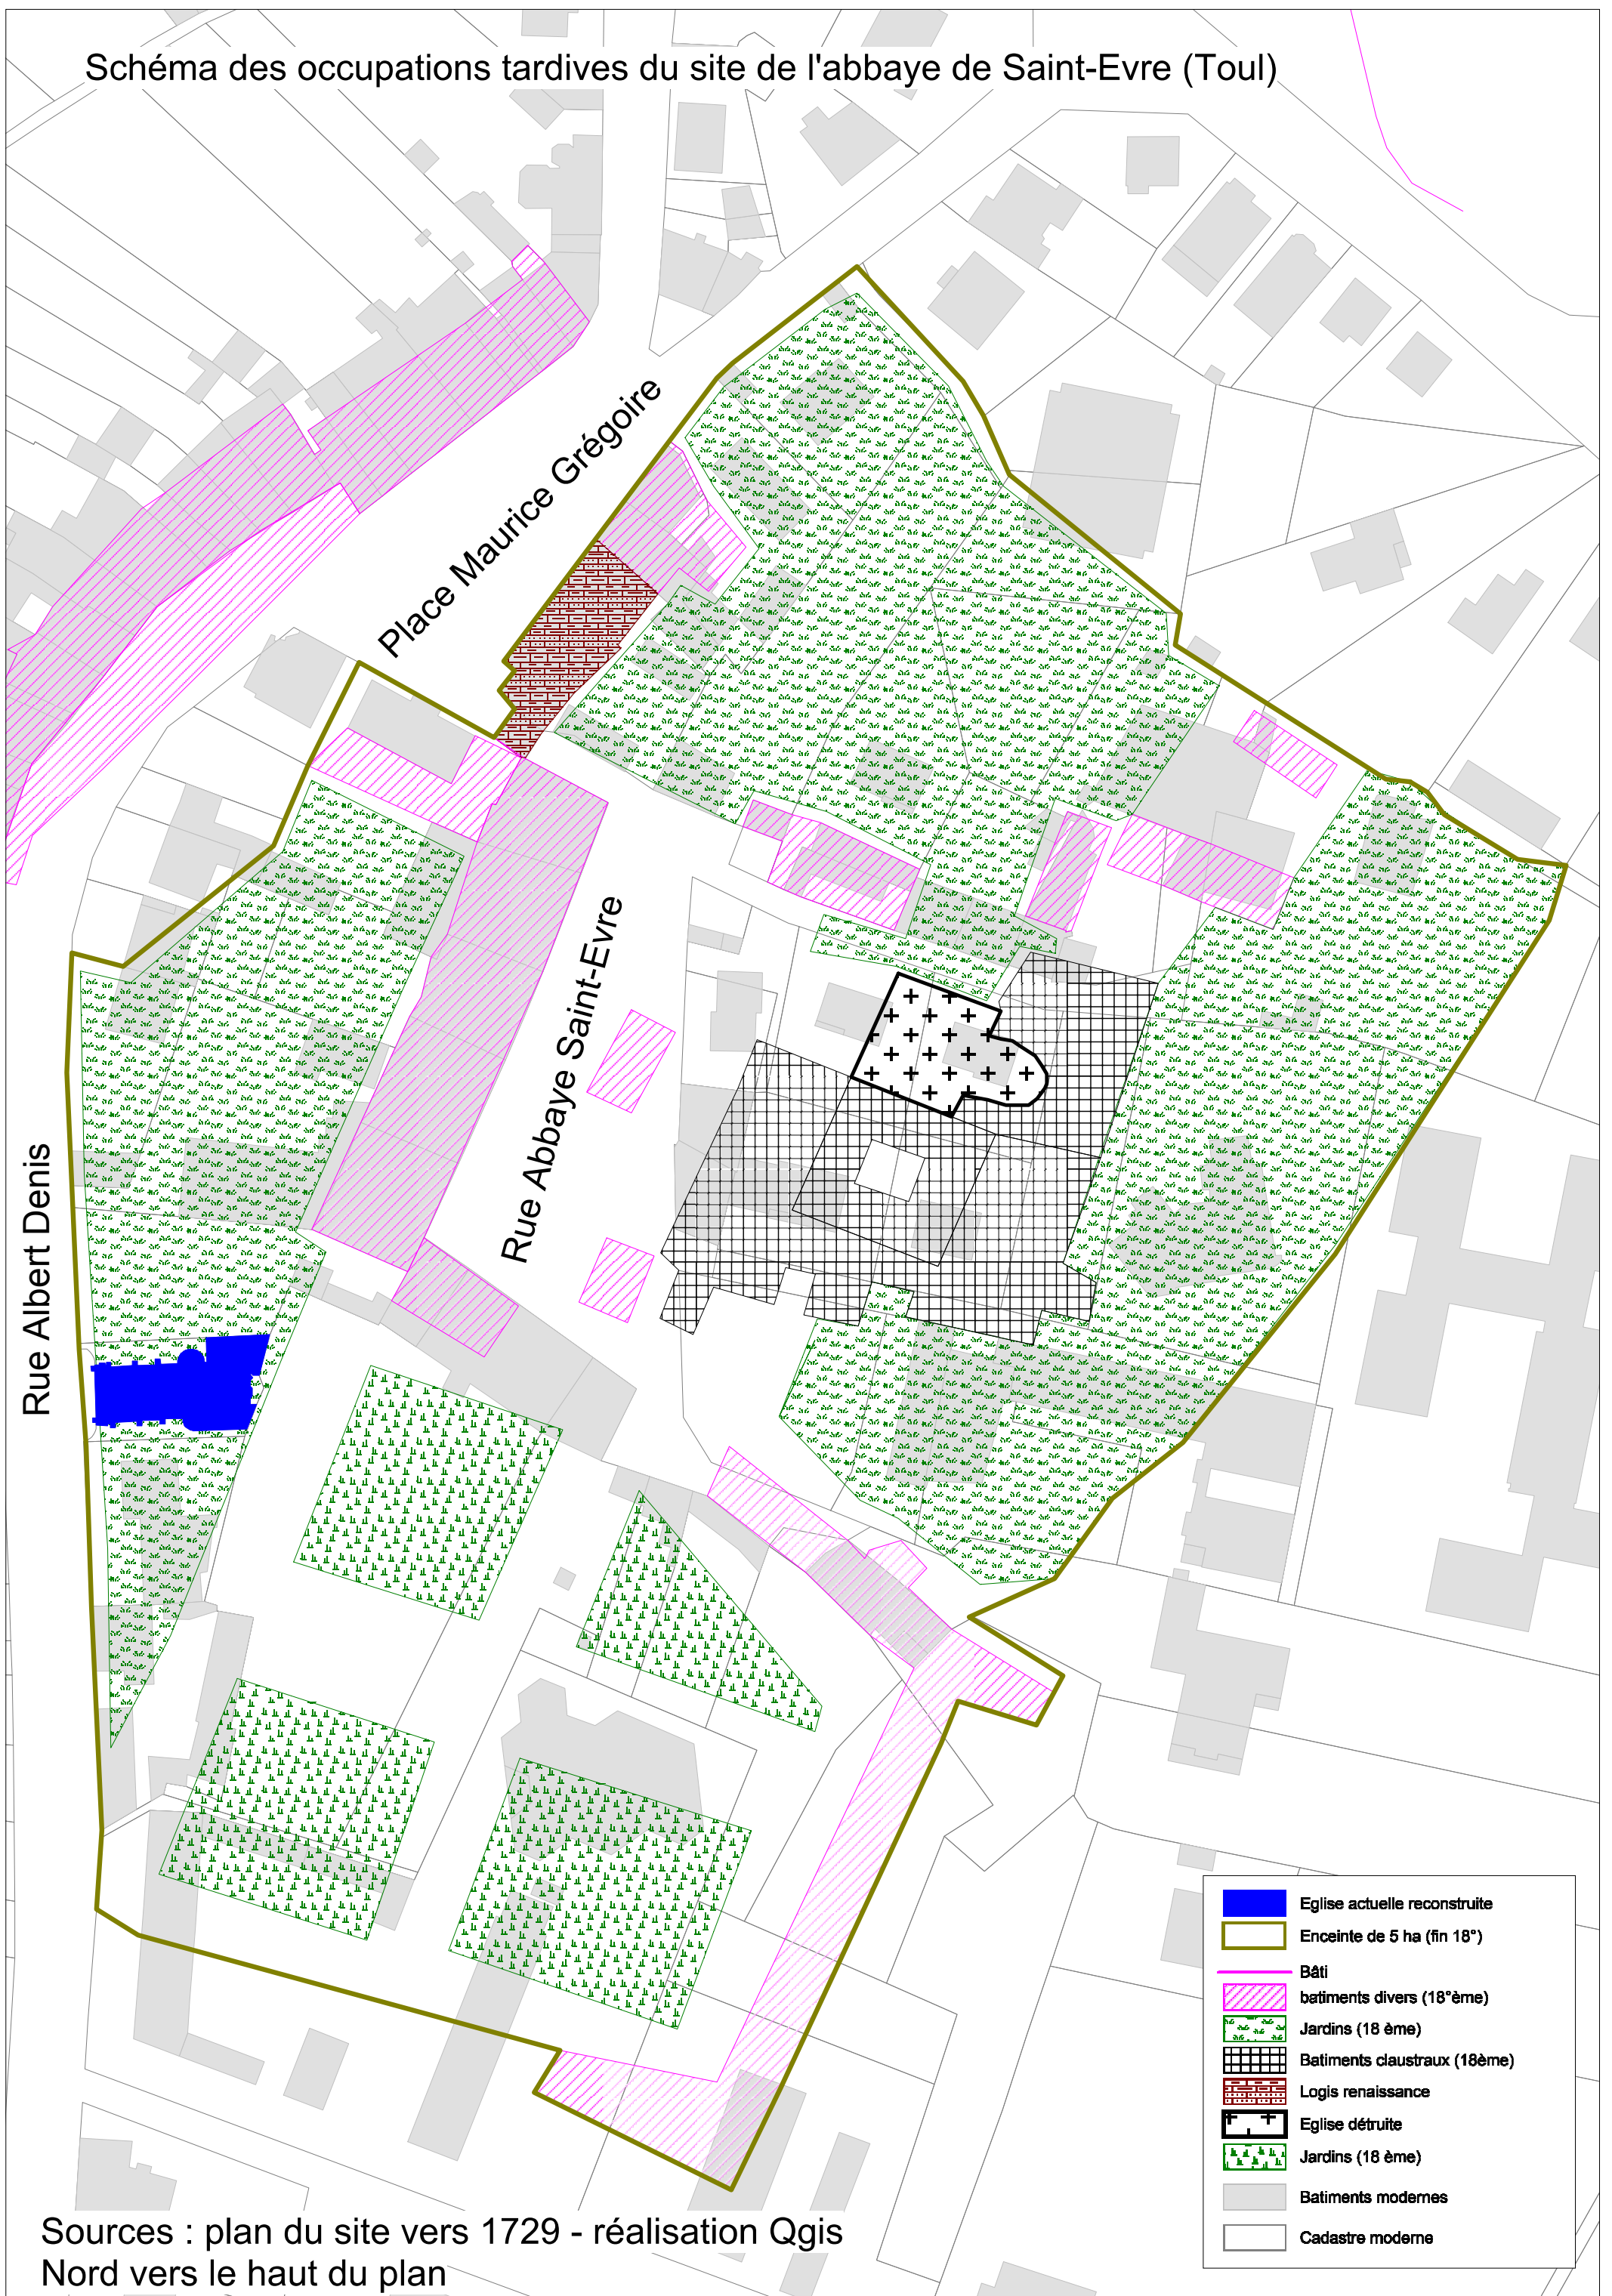 Schéma des occupations tardives du site de l'abbaye de Saint-Evre (Toul)
Place Maurice Grégoire
Rue Abbaye Saint-Evre
Rue Albert Denis
Eglise actuelle reconstruite
Enceinte de 5 ha (fin 18°)
Bâti
batiments divers (18°ème)
Jardins (18 ème)
Batiments claustraux (18ème)
Logis renaissance
Eglise détruite
Jardins (18 ème)
Batiments modernes
Cadastre moderne
Sources : plan du site vers 1729 - réalisation Qgis
Nord vers le haut du plan